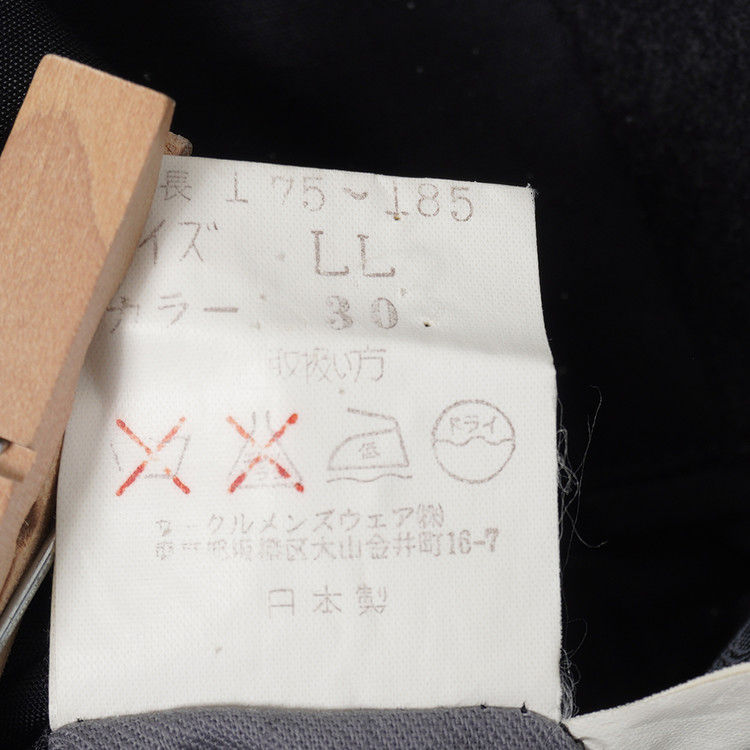 長 175～185
イズ LL
カラー 30
取扱い方
低 ドライ
クルメンズウェア㈱
板橋区大山金井町16-7
日本製